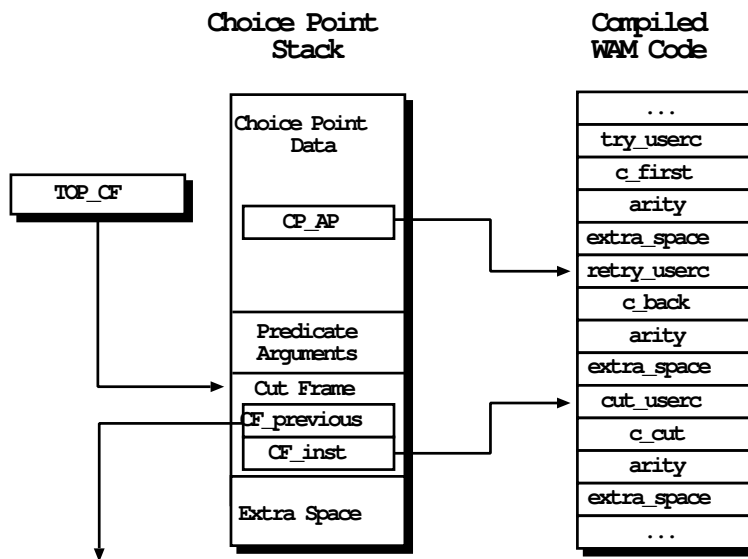 Choice Point
Stack
Compiled
WAM Code
TOP_CF
Choice Point
Data
CP_AP
Predicate
Arguments
Cut Frame
CF_previous
CF_inst
Extra Space
...
try_userc
c_first
arity
extra_space
retry_userc
c_back
arity
extra_space
cut_userc
c_cut
arity
extra_space
...